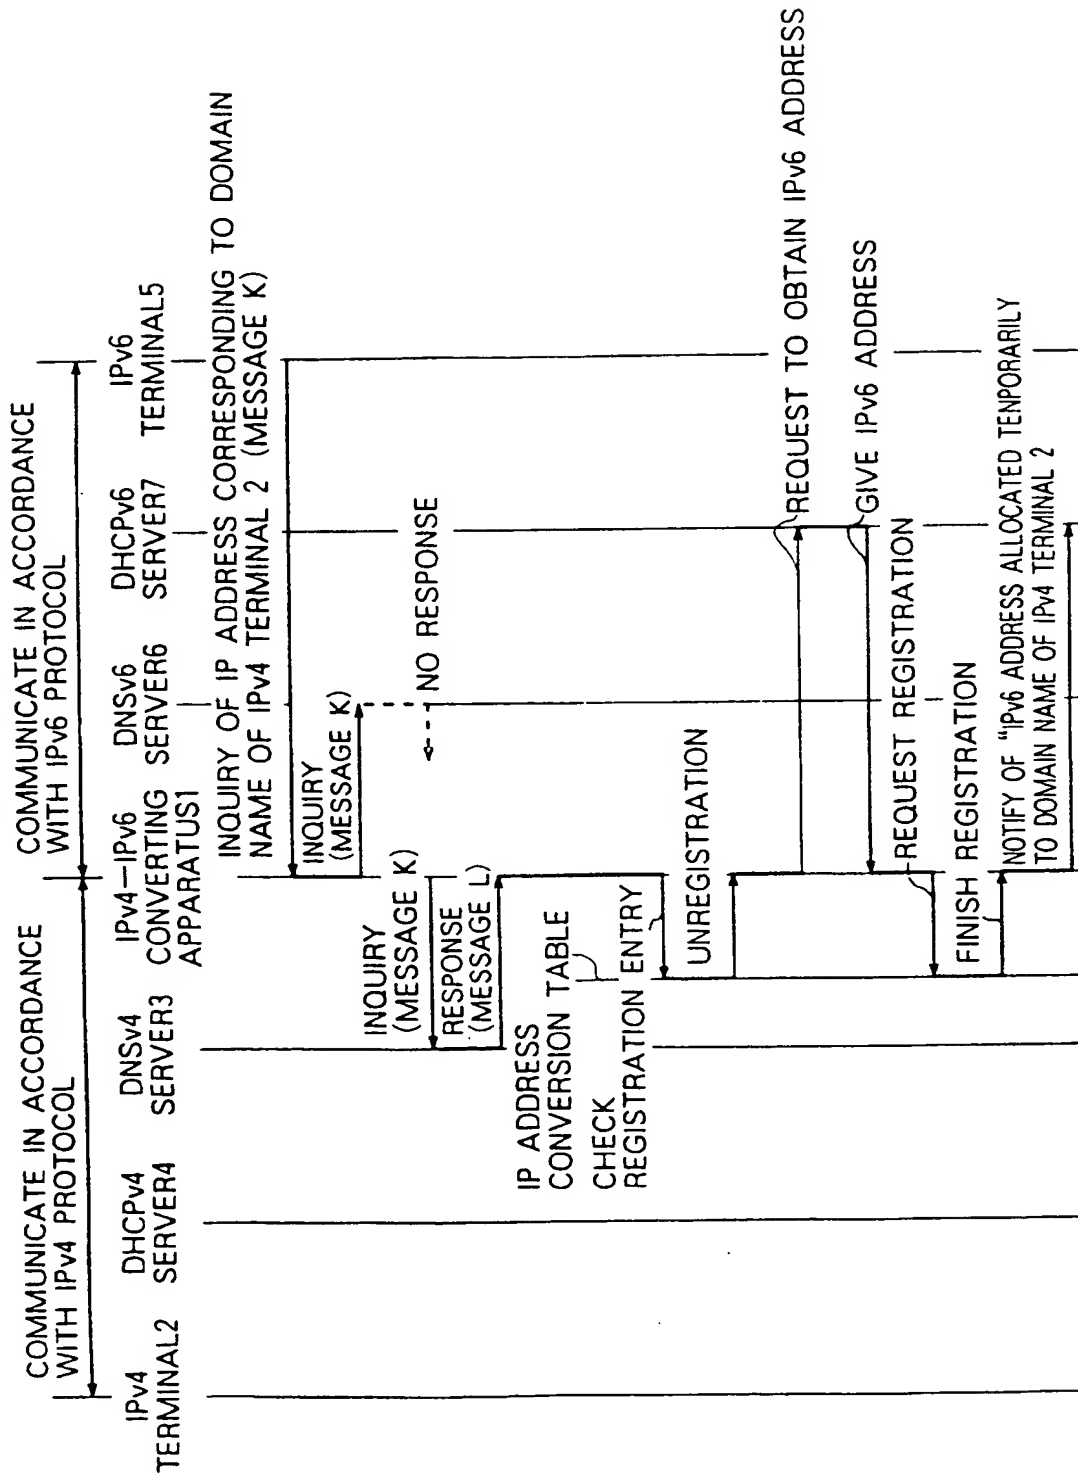 COMMUNICATE IN ACCORDANCE
WITH IPv4 PROTOCOL
COMMUNICATE IN ACCORDANCE
WITH IPv6 PROTOCOL
IPv4
TERMINAL2
DHCPv4
SERVER4
DNSv4
SERVER3
IPv4—IPv6
CONVERTING
APPARATUS1
DNSv6
SERVER6
DHCPv6
SERVER7
IPv6
TERMINAL5
INQUIRY OF IP ADDRESS CORRESPONDING TO DOMAIN
NAME OF IPv4 TERMINAL 2 (MESSAGE K)
INQUIRY
(MESSAGE K)
NO RESPONSE
INQUIRY
(MESSAGE K)
RESPONSE
(MESSAGE L)
IP ADDRESS
CONVERSION TABLE
CHECK
REGISTRATION ENTRY
UNREGISTRATION
REQUEST TO OBTAIN IPv6 ADDRESS
GIVE IPv6 ADDRESS
REQUEST REGISTRATION
FINISH REGISTRATION
NOTIFY OF "IPv6 ADDRESS ALLOCATED TENPORARILY
TO DOMAIN NAME OF IPv4 TERMINAL 2